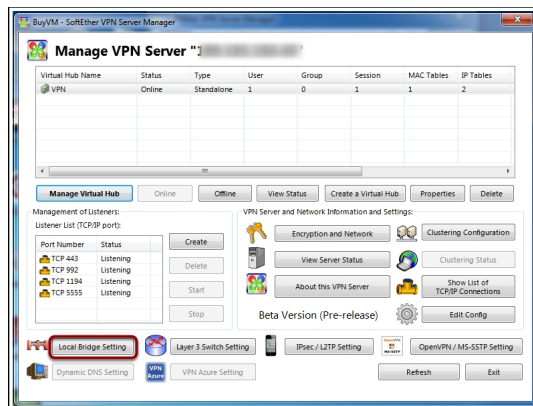 BuyVM - SoftEther VPN Server Manager
Manage VPN Server "1
Virtual Hub Name Status Type User Group Session MAC Tables IP Tables
VPN Online Standalone 1 0 1 1 2
Manage Virtual Hub Online Offline View Status Create a Virtual Hub Properties Delete
Management of Listeners:
Listener List (TCP/IP port):
Port Number Status
TCP 443 Listening
TCP 992 Listening
TCP 1194 Listening
TCP 5555 Listening
Create
Delete
Start
Stop
VPN Server and Network Information and Settings:
Encryption and Network Clustering Configuration
View Server Status Clustering Status
About this VPN Server Show List of
TCP/IP Connections
Beta Version (Pre-release) Edit Config
Local Bridge Setting Layer 3 Switch Setting IPsec / L2TP Setting OpenVPN / MS-SSTP Setting
Dynamic DNS Setting VPN Azure VPN Azure Setting Refresh Exit